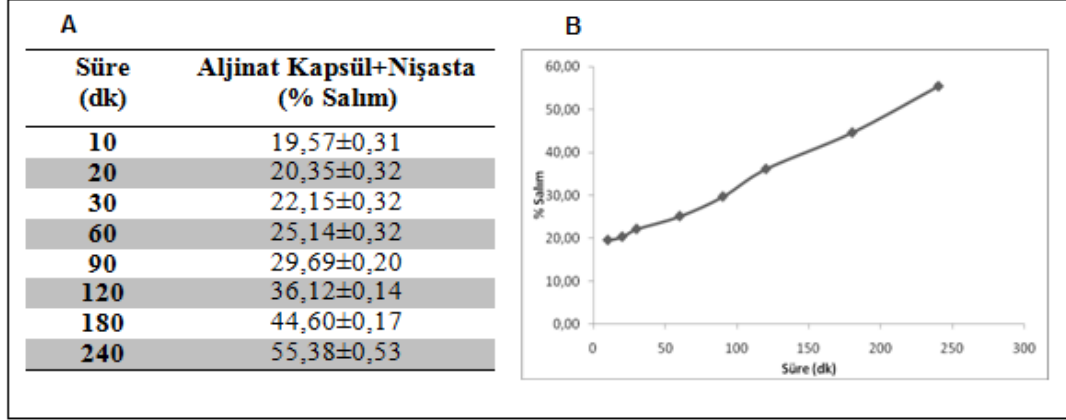 A
Süre Aljinat Kapsül+Nişasta
(dk) (% Salım)
10 19,57±0,31
20 20,35±0,32
30 22,15±0,32
60 25,14±0,32
90 29,69±0,20
120 36,12±0,14
180 44,60±0,17
240 55,38±0,53
B
60,00
50,00
40,00
30,00
20,00
10,00
0,00
% Salım
0 50 100 150 200 250 300
Süre (dk)